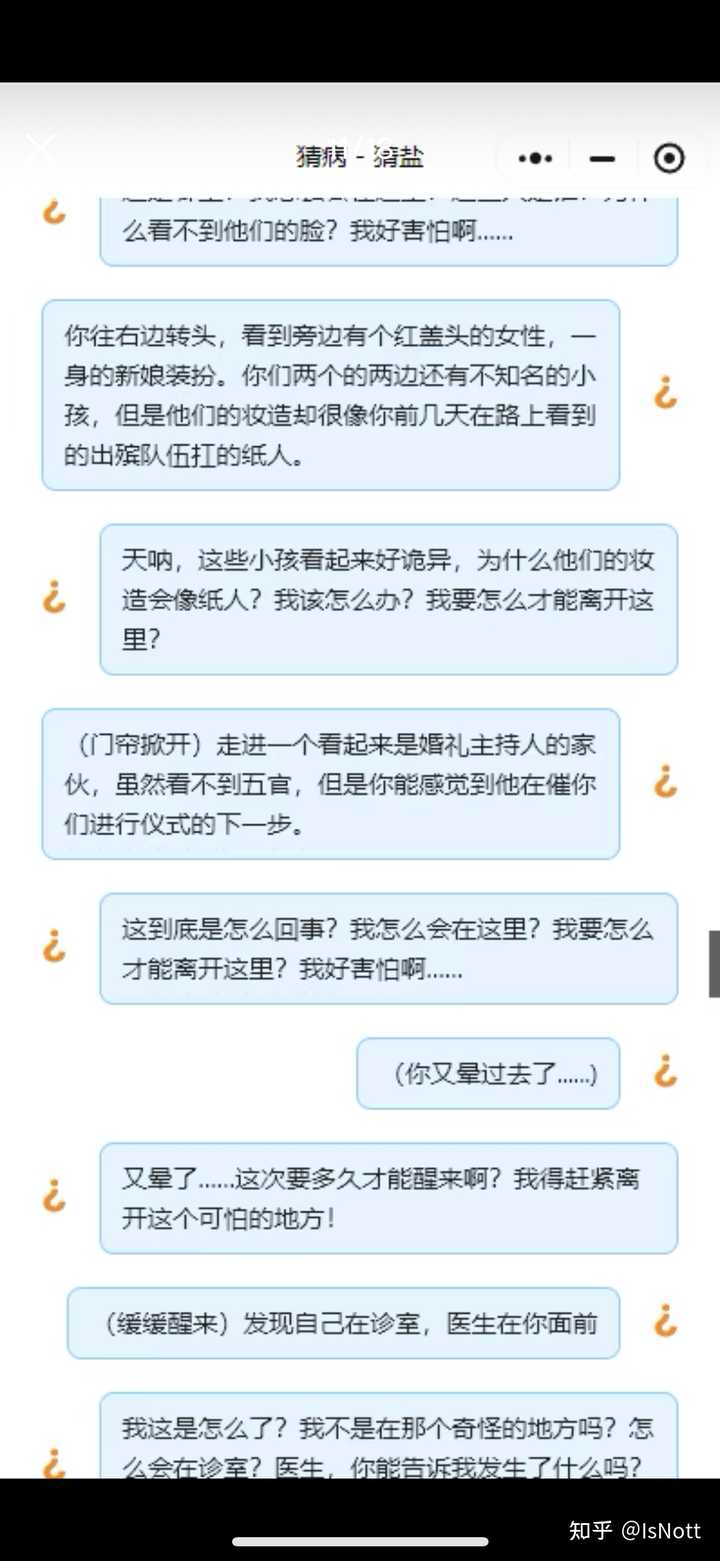 猜病 - 猾盐
么看不到他们的脸？我好害怕啊……
你往右边转头，看到旁边有个红盖头的女性，一
身的新娘装扮。你们两个的两边还有不知名的小
孩，但是他们的妆造却很像你前几天在路上看到
的出殡队伍扛的纸人。
天呐，这些小孩看起来好诡异，为什么他们的妆
造会像纸人？我该怎么办？我要怎么才能离开这
里？
（门帘掀开）走进一个看起来是婚礼主持人的家
伙，虽然看不到五官，但是你能感觉到他在催你
们进行仪式的下一步。
这到底是怎么回事？我怎么会在这里？我要怎么
才能离开这里？我好害怕啊……
（你又晕过去了……)
又晕了……这次要多久才能醒来啊？我得赶紧离
开这个可怕的地方！
（缓缓醒来）发现自己在诊室，医生在你面前
我这是怎么了？我不是在那个奇怪的地方吗？怎
么会在诊室？医生，你能告诉我发生了什么吗？
知乎 @IsNott